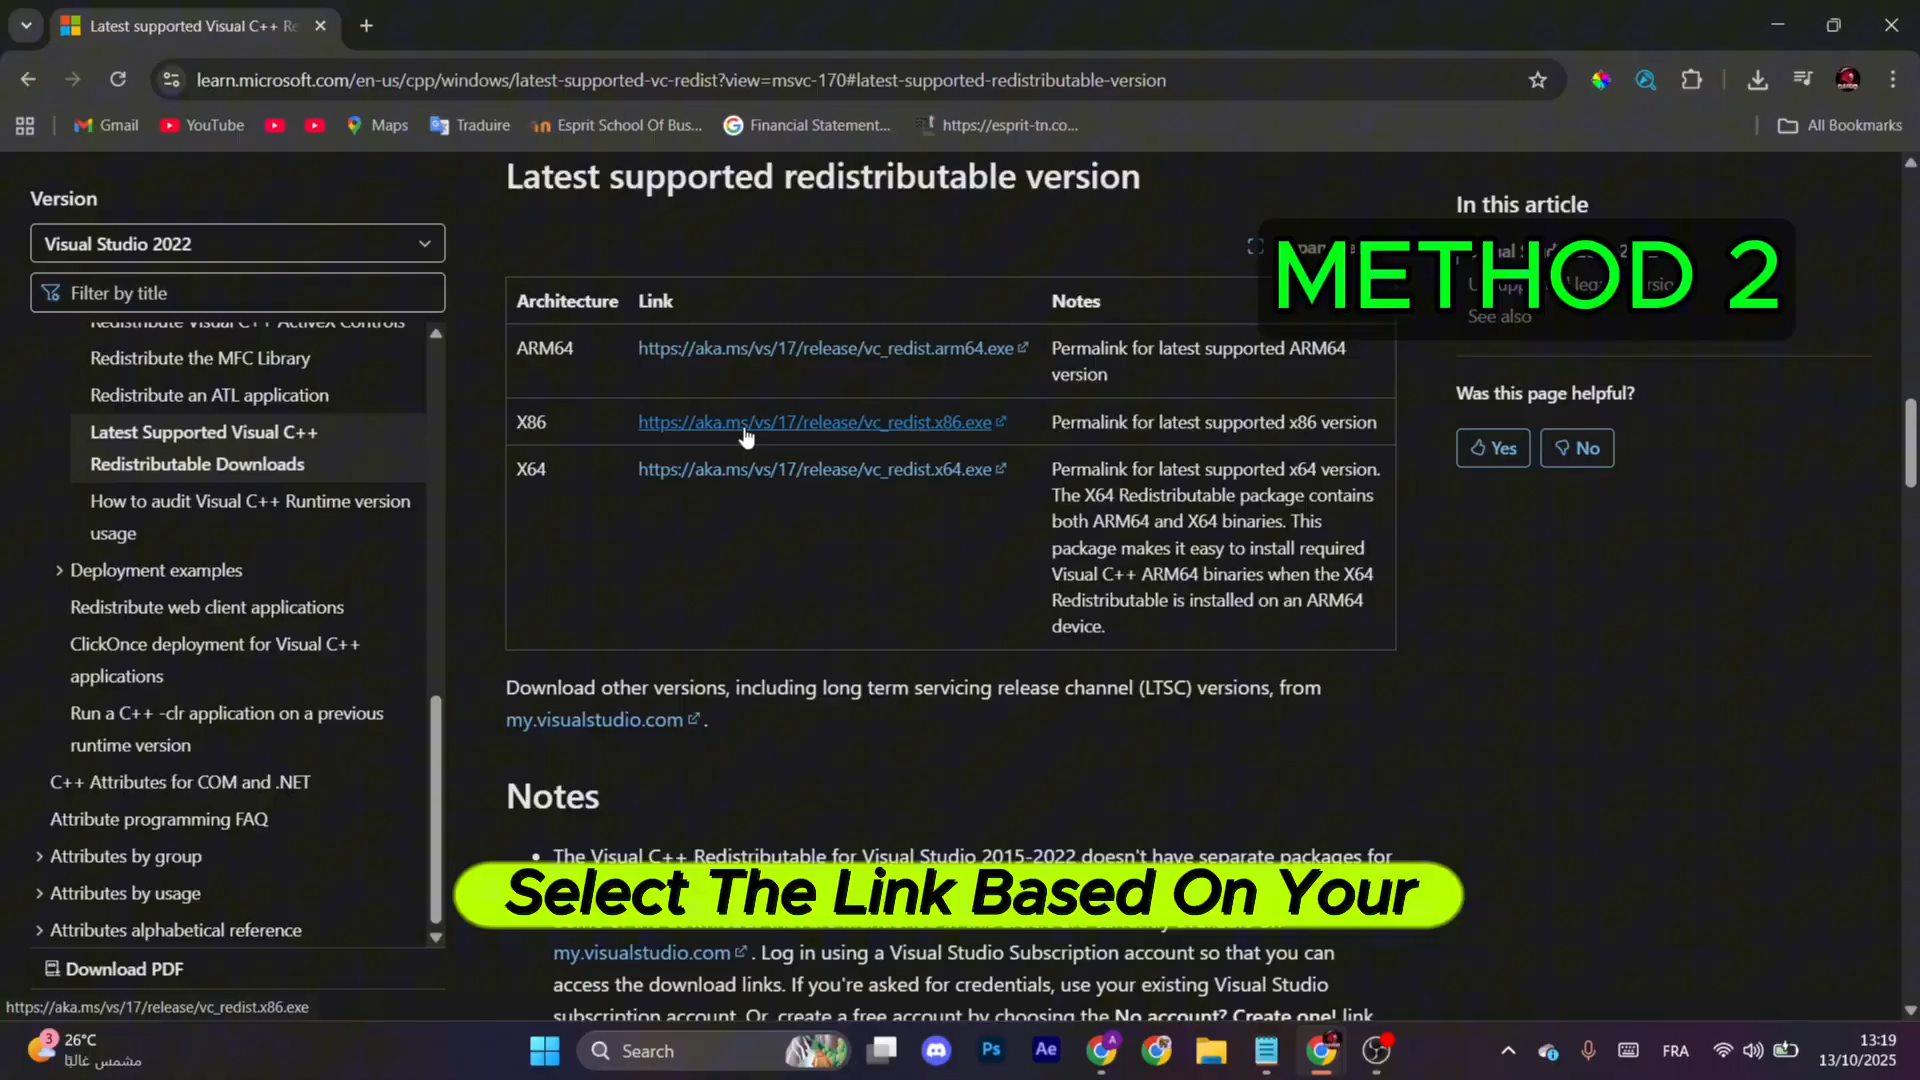 Latest supported Visual C++ Re
learn.microsoft.com/en-us/cpp/windows/latest-supported-vc-redist?view=msvc-170#latest-supported-redistributable-version
Gmail
YouTube
Maps
Traduire
Esprit School Of Bus...
Financial Statement...
https://esprit-tn.co...
All Bookmarks
Version
Visual Studio 2022
Filter by title
Redistribute Visual C++ ActiveX Controls
Redistribute the MFC Library
Redistribute an ATL application
Latest Supported Visual C++
Redistributable Downloads
How to audit Visual C++ Runtime version
usage
Deployment examples
Redistribute web client applications
ClickOnce deployment for Visual C++
applications
Run a C++ -clr application on a previous
runtime version
C++ Attributes for COM and .NET
Attribute programming FAQ
Attributes by group
Attributes by usage
Attributes alphabetical reference
Download PDF
https://aka.ms/vs/17/release/vc_redist.x86.exe
Latest supported redistributable version
Architecture Link Notes
ARM64 https://aka.ms/vs/17/release/vc_redist.arm64.exe Permalink for latest supported ARM64
version
X86 https://aka.ms/vs/17/release/vc_redist.x86.exe Permalink for latest supported x86 version
X64 https://aka.ms/vs/17/release/vc_redist.x64.exe Permalink for latest supported x64 version.
The X64 Redistributable package contains
both ARM64 and X64 binaries. This
package makes it easy to install required
Visual C++ ARM64 binaries when the X64
Redistributable is installed on an ARM64
device.
Download other versions, including long term servicing release channel (LTSC) versions, from
my.visualstudio.com .
Notes
The Visual C++ Redistributable for Visual Studio 2015-2022 doesn't have separate packages for
Select The Link Based On Your
my.visualstudio.com . Log in using a Visual Studio Subscription account so that you can
access the download links. If you're asked for credentials, use your existing Visual Studio
subscription account. Or, create a free account by choosing the No account? Create one! link
In this article
METHOD 2
See also
Was this page helpful?
Yes
No
3
26°C
مشمس غالبًا
Search
Ps
Ae
A
FRA
13:19
13/10/2025